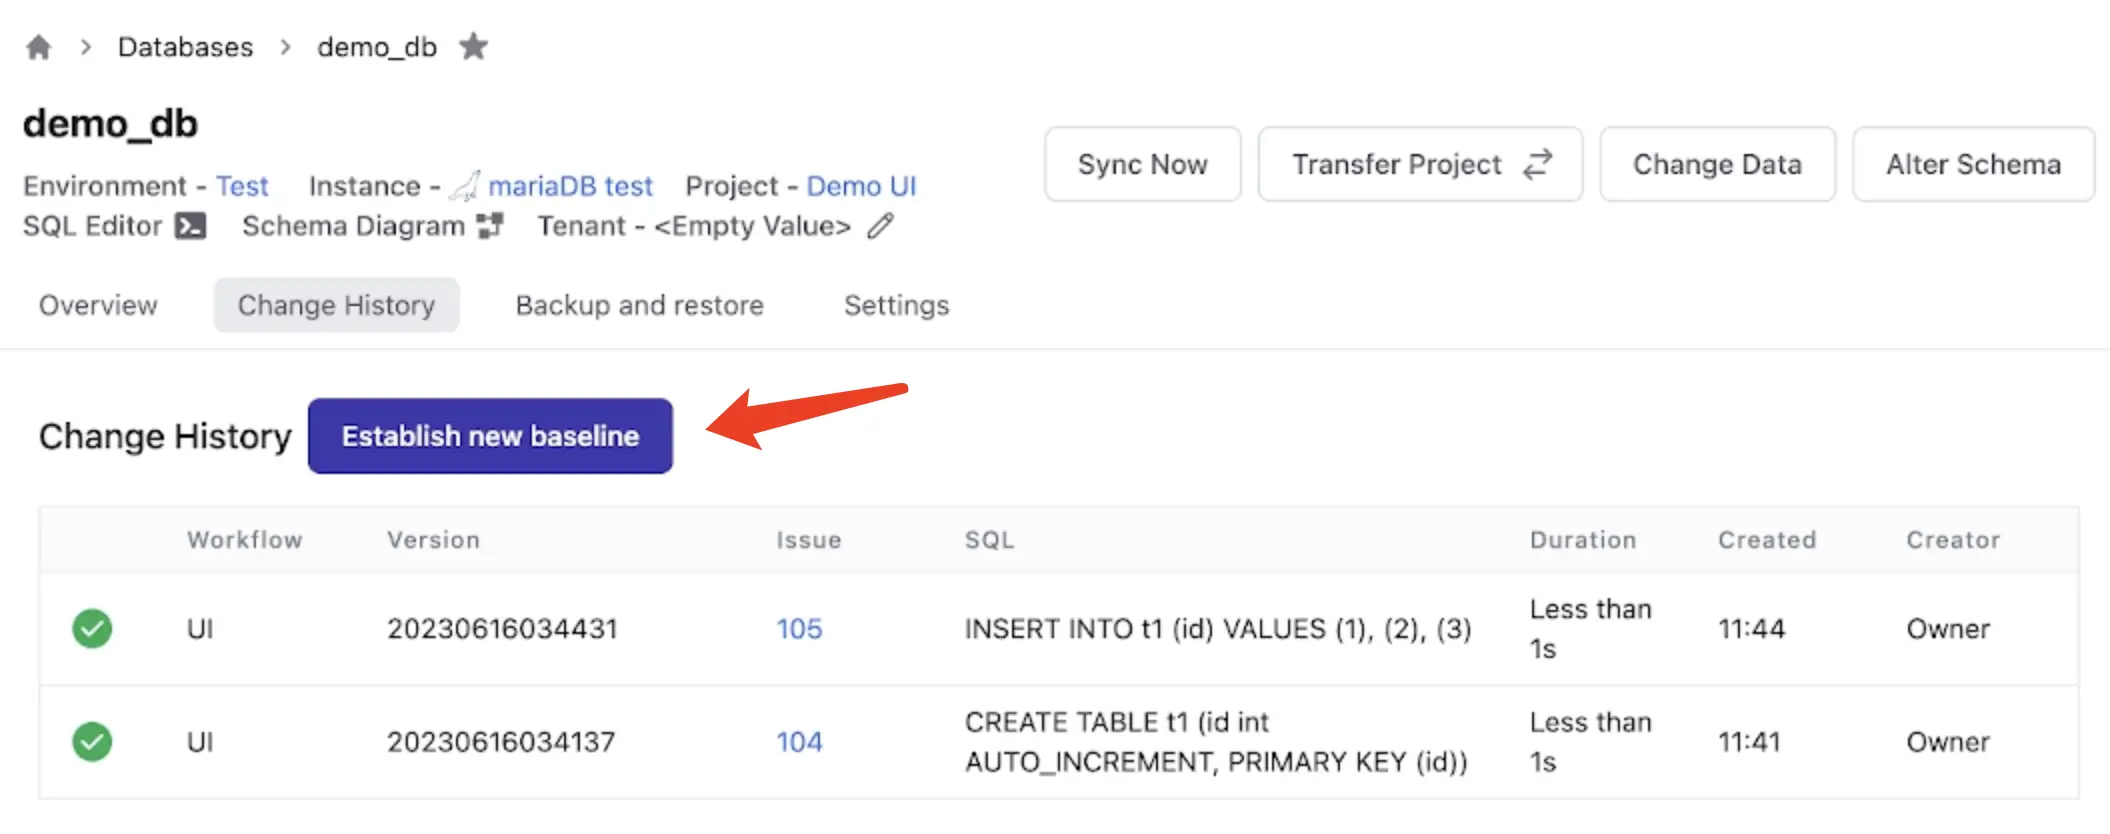 Databases demo_db
demo_db
Sync Now Transfer Project Change Data Alter Schema
Environment - Test Instance - mariaDB test Project - Demo UI
SQL Editor Schema Diagram Tenant - <Empty Value>
Overview Change History Backup and restore Settings
Change History Establish new baseline
Workflow Version Issue SQL Duration Created Creator
UI 20230616034431 105 INSERT INTO t1 (id) VALUES (1), (2), (3) Less than 1s 11:44 Owner
UI 20230616034137 104 CREATE TABLE t1 (id int AUTO_INCREMENT, PRIMARY KEY (id)) Less than 1s 11:41 Owner